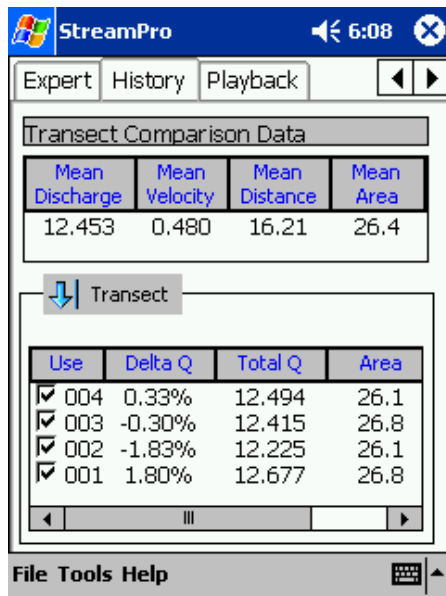 StreamPro 6:08
Expert History Playback
Transect Comparison Data
Mean Mean Mean Mean
Discharge Velocity Distance Area
12.453 0.480 16.21 26.4
Transect
Use Delta Q Total Q Area
004 0.33% 12.494 26.1
003 -0.30% 12.415 26.8
002 -1.83% 12.225 26.1
001 1.80% 12.677 26.8
File Tools Help